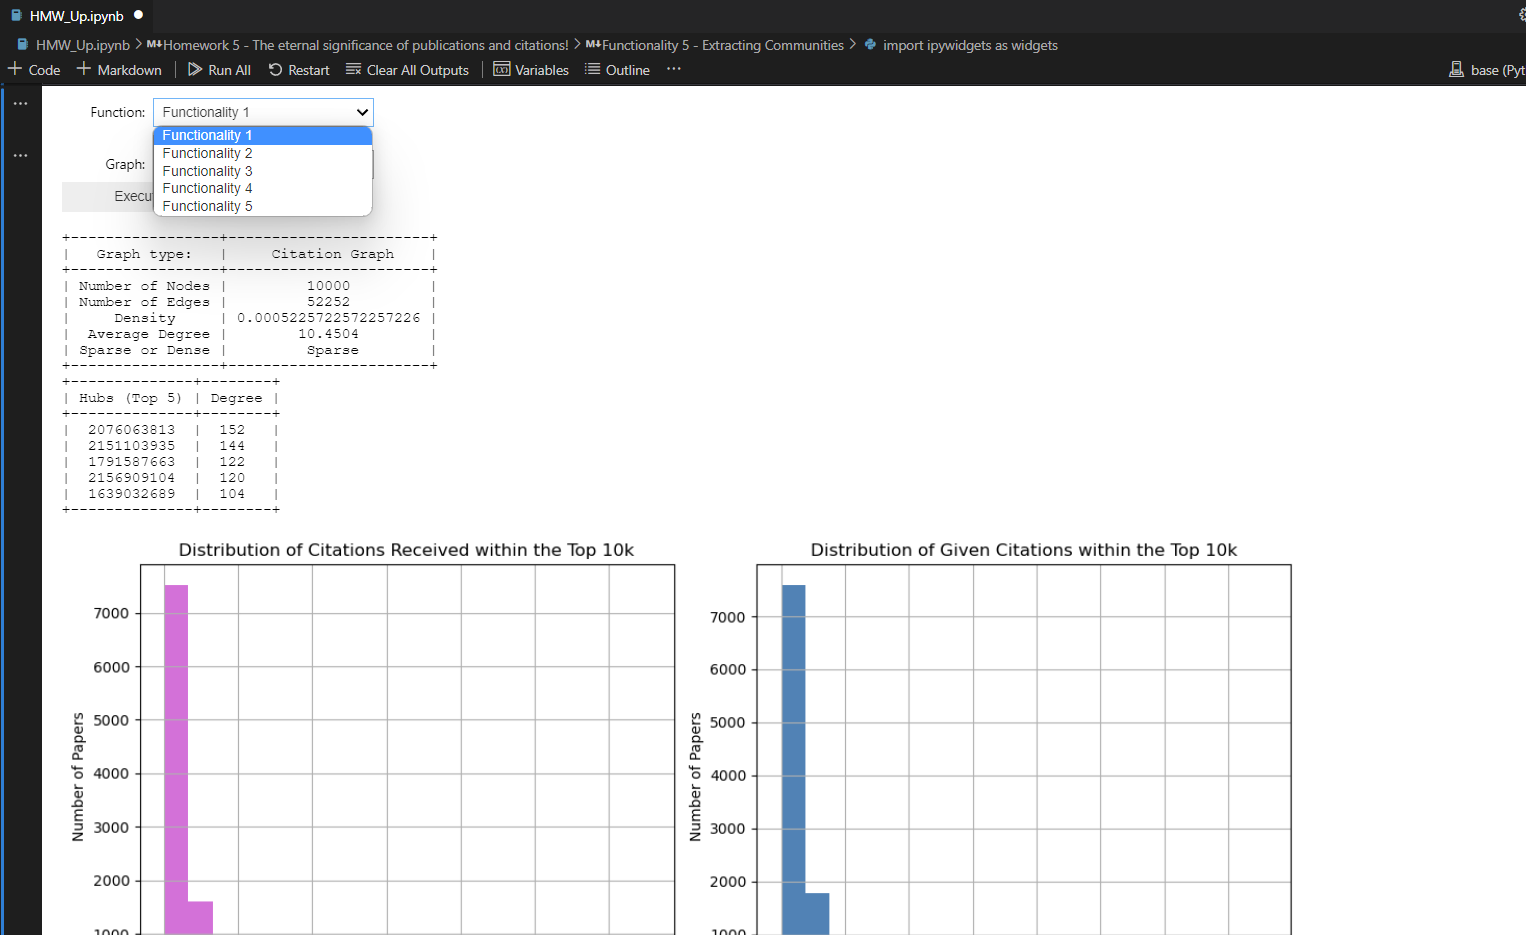 HMW_Up.ipynb
HMW_Up.ipynb > M↓Homework 5 - The eternal significance of publications and citations! > M↓Functionality 5 - Extracting Communities > import ipywidgets as widgets
+ Code + Markdown | Run All Restart Clear All Outputs | Variables Outline ··· base (Pyt
Function: Functionality 1
Functionality 1
Functionality 2
Graph:
Functionality 3
Functionality 4
Execu
Functionality 5
| Graph type: | Citation Graph |
| Number of Nodes | 10000 |
| Number of Edges | 52252 |
| Density | 0.0005225722572257226 |
| Average Degree | 10.4504 |
| Sparse or Dense | Sparse |
| Hubs (Top 5) | Degree |
| 2076063813 | 152 |
| 2151103935 | 144 |
| 1791587663 | 122 |
| 2156909104 | 120 |
| 1639032689 | 104 |
Distribution of Citations Received within the Top 10k
Number of Papers
7000
6000
5000
4000
3000
2000
1000
Distribution of Given Citations within the Top 10k
Number of Papers
7000
6000
5000
4000
3000
2000
1000